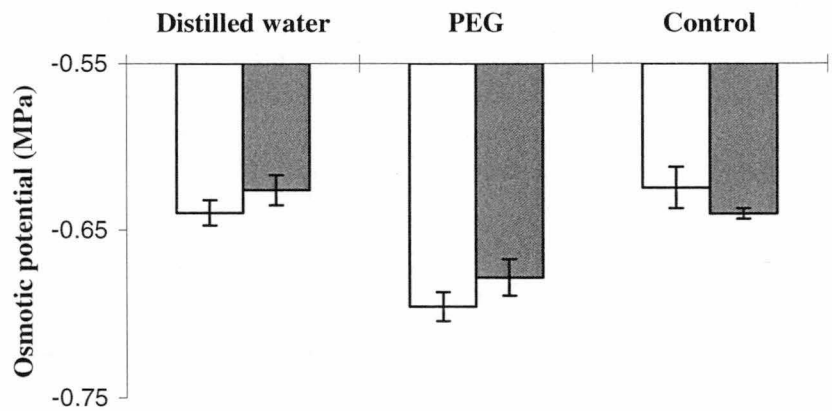 Distilled water PEG Control
-0.55
-0.65
-0.75
Osmotic potential (MPa)